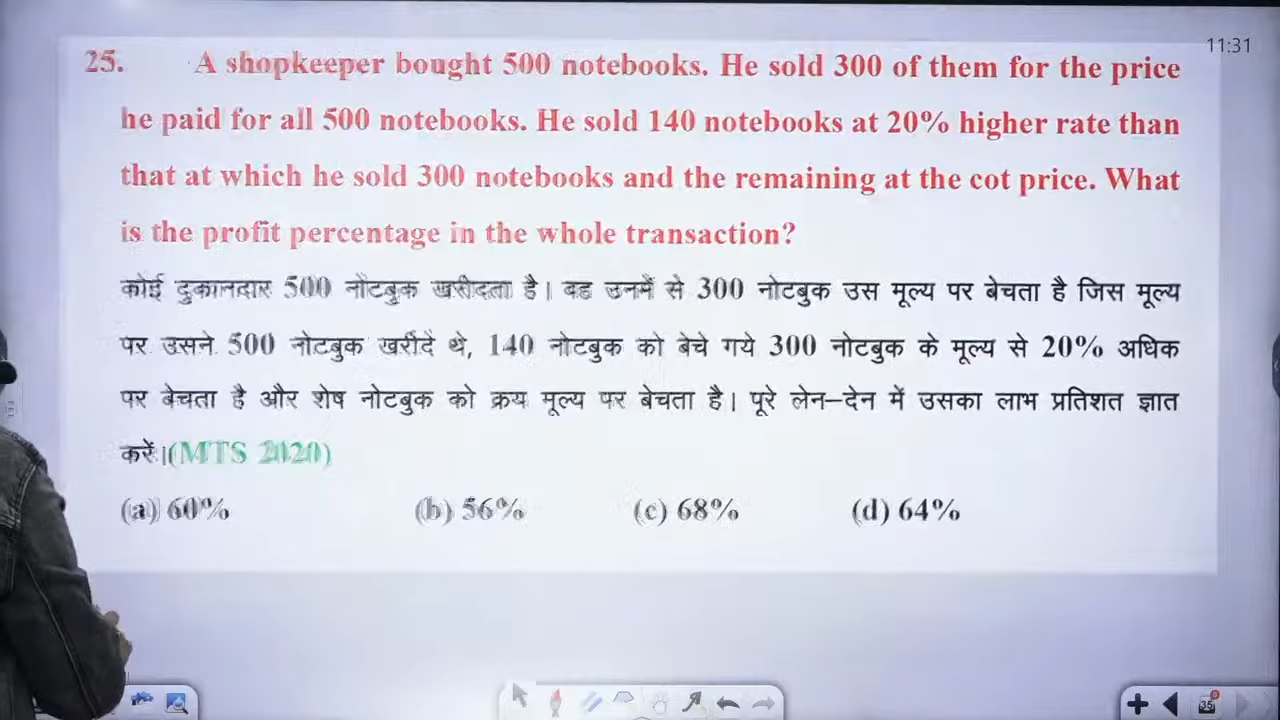 11:31
25. A shopkeeper bought 500 notebooks. He sold 300 of them for the price
he paid for all 500 notebooks. He sold 140 notebooks at 20% higher rate than
that at which he sold 300 notebooks and the remaining at the cot price. What
is the profit percentage in the whole transaction?
कोई दुकानदार 500 नोटबुक खरीदता है। वह उनमें से 300 नोटबुक उस मूल्य पर बेचता है जिस मूल्य
पर उसने 500 नोटबुक खरीदें थे, 140 नोटबुक को बेचे गये 300 नोटबुक के मूल्य से 20% अधिक
पर बेचता है और शेष नोटबुक को क्रय मूल्य पर बेचता है। पूरे लेन-देन में उसका लाभ प्रतिशत ज्ञात
करें।(MTS 2020)
(a) 60% (b) 56% (c) 68% (d) 64%
35